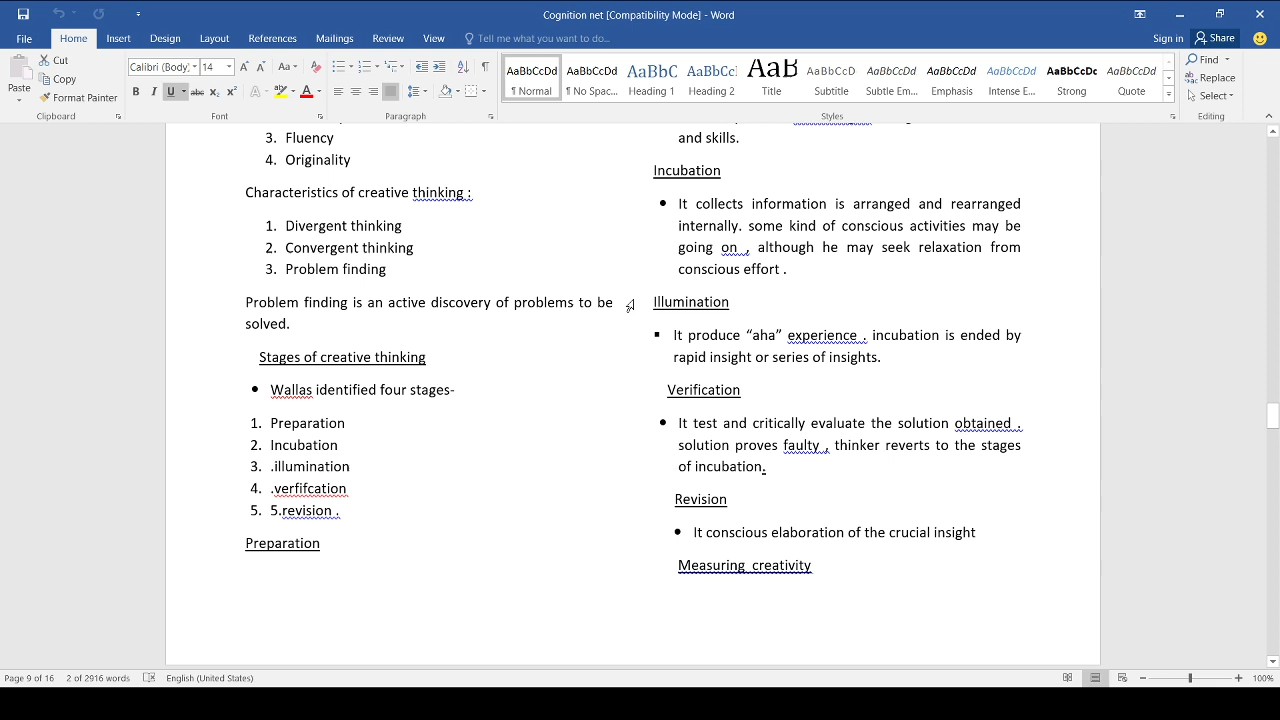 Cognition net [Compatibility Mode] - Word
File Home Insert Design Layout References Mailings Review View Tell me what you want to do... Sign in Share
Paste
Cut
Copy
Format Painter
Clipboard
Calibri (Body) 14
Font
Paragraph
AaBbCcDd AaBbCcDd AaBbC AaBbC AaB AaBbCcD AaBbCcDd AaBbCcDd AaBbCcDd AaBbCcDc AaBbCcDd
¶ Normal ¶ No Spac... Heading 1 Heading 2 Title Subtitle Subtle Em... Emphasis Intense E... Strong Quote
Styles
Find
Replace
Select
Editing
3. Fluency
4. Originality
Characteristics of creative thinking :
1. Divergent thinking
2. Convergent thinking
3. Problem finding
Problem finding is an active discovery of problems to be
solved.
Stages of creative thinking
• Wallas identified four stages-
1. Preparation
2. Incubation
3. .illumination
4. .verfifcation
5. 5.revision .
Preparation
and skills.
Incubation
• It collects information is arranged and rearranged
internally. some kind of conscious activities may be
going on , although he may seek relaxation from
conscious effort .
Illumination
▪ It produce “aha” experience , incubation is ended by
rapid insight or series of insights.
Verification
• It test and critically evaluate the solution obtained .
solution proves faulty , thinker reverts to the stages
of incubation.
Revision
• It conscious elaboration of the crucial insight
Measuring creativity
Page 9 of 16 2 of 2916 words English (United States) 100%